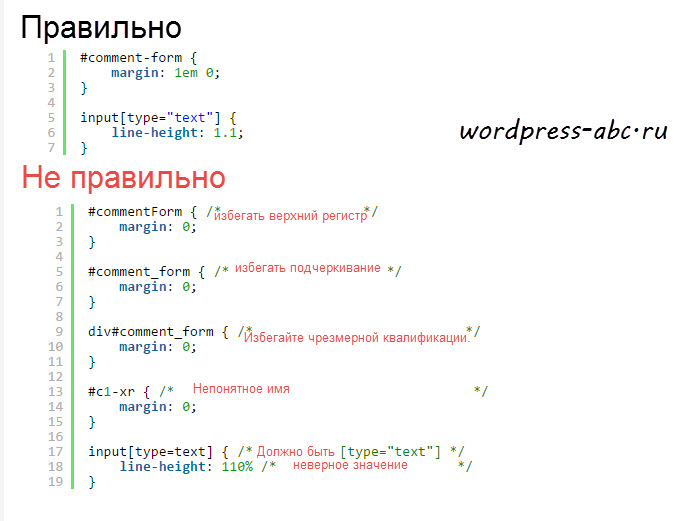 Правильно
1 #comment-form {
2 margin: 1em 0;
3 }
4
5 input[type="text"] {
6 line-height: 1.1;
7 }
wordpress-abc.ru
Не правильно
1 #commentForm { /* избегать верхний регистр */
2 margin: 0;
3 }
4
5 #comment_form { /* избегать подчеркивание */
6 margin: 0;
7 }
8
9 div#comment_form { /* Избегайте чрезмерной квалификации. */
10 margin: 0;
11 }
12
13 #c1-xr { /* Непонятное имя */
14 margin: 0;
15 }
16
17 input[type=text] { /* Должно быть [type="text"] */
18 line-height: 110% /* неверное значение */
19 }